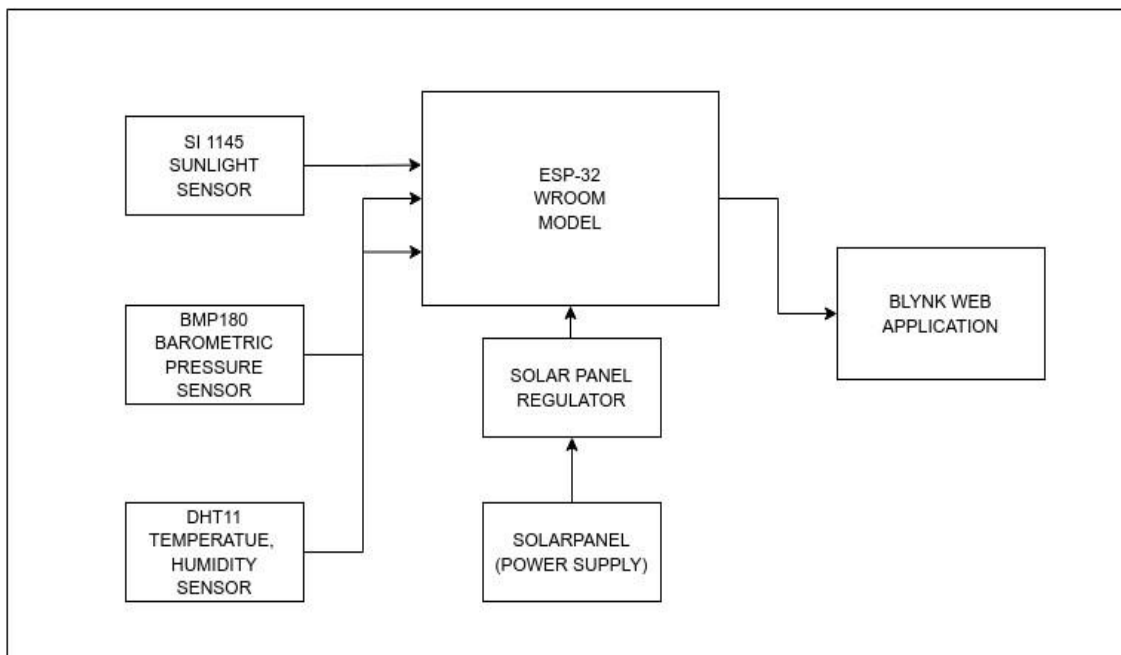 SI 1145
SUNLIGHT
SENSOR
ESP-32
WROOM
MODEL
BLYNK WEB
APPLICATION
BMP180
BAROMETRIC
PRESSURE
SENSOR
SOLAR PANEL
REGULATOR
DHT11
TEMPERATUE,
HUMIDITY
SENSOR
SOLARPANEL
(POWER SUPPLY)